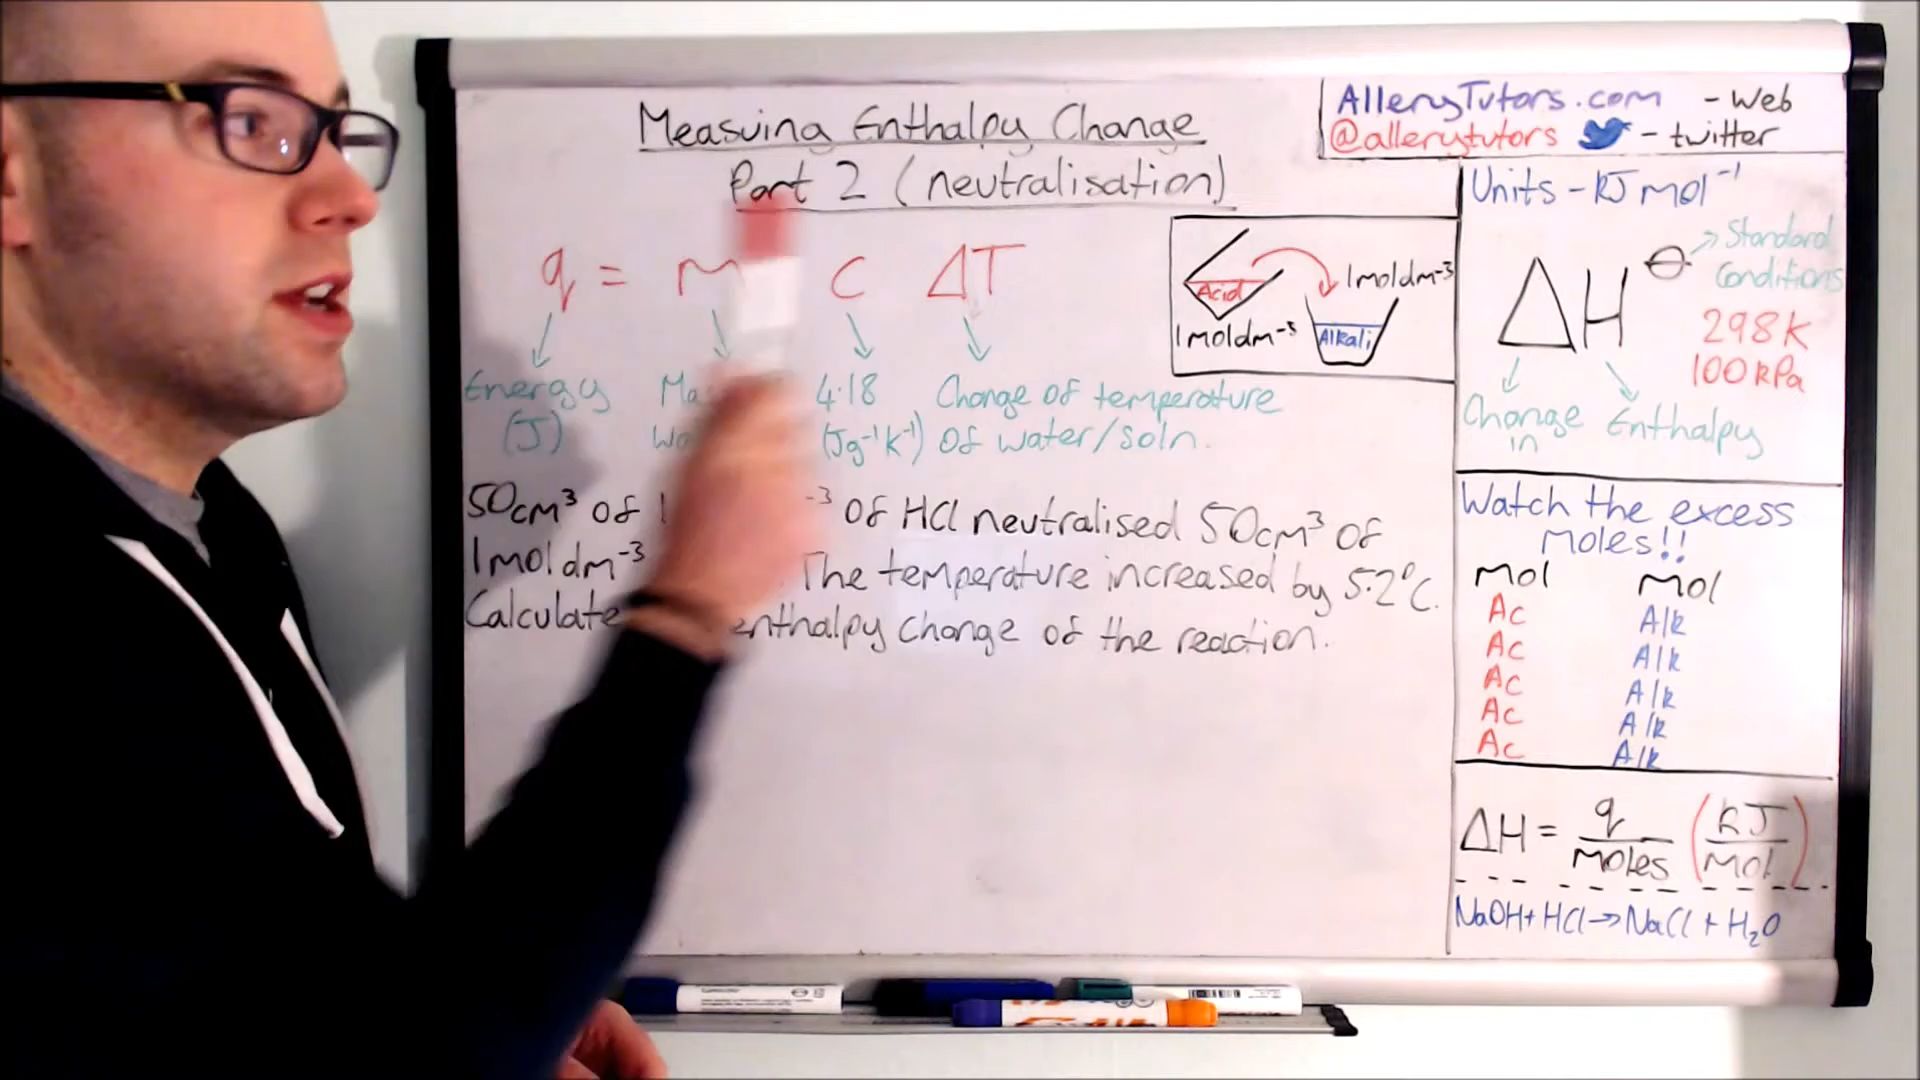 Measuing Enthalpy Change
Part 2 (neutralisation)
q = m c ΔT
Energy (J)
4.18 (Jg⁻¹K⁻¹)
Change of temperature
of water/soln.
50cm³ of 1 ⁻³ of HCl neutralised 50cm³ of
1moldm⁻³ . The temperature increased by 5.2°C.
Calculate enthalpy change of the reaction.
Acid
1moldm⁻³
1moldm⁻³
Alkali
AlleryTutors.com - Web
@allerytutors - twitter
Units - KJmol⁻¹
ΔH⊖
Standard
Conditions
298K
100KPa
Change
in
Enthalpy
Watch the excess
moles!!
Mol Mol
Ac Alk
Ac Alk
Ac Alk
Ac Alk
Ac Alk
ΔH = q/moles (KJ/mol)
NaOH + HCl → NaCl + H₂O